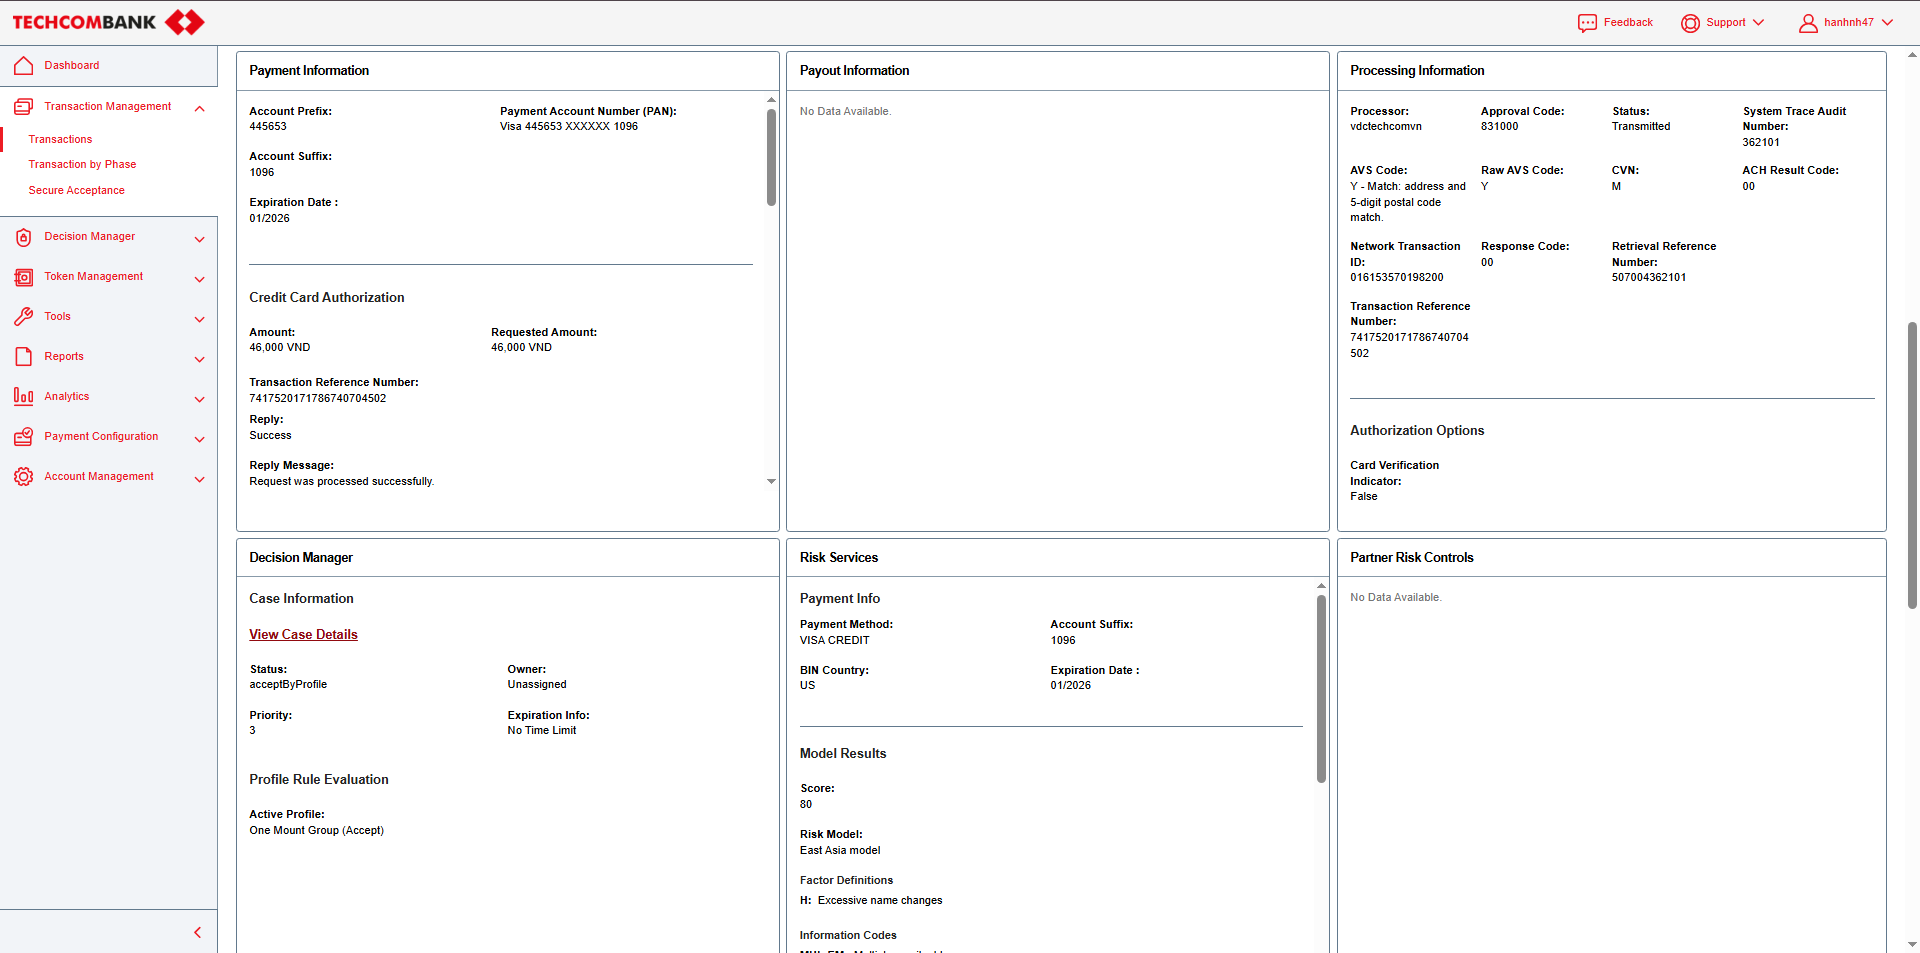 TECHCOMBANK
Feedback
Support
hanhnh47
Dashboard
Transaction Management
Transactions
Transaction by Phase
Secure Acceptance
Decision Manager
Token Management
Tools
Reports
Analytics
Payment Configuration
Account Management
Payment Information
Account Prefix:
445653
Payment Account Number (PAN):
Visa 445653 XXXXXX 1096
Account Suffix:
1096
Expiration Date :
01/2026
Credit Card Authorization
Amount:
46,000 VND
Requested Amount:
46,000 VND
Transaction Reference Number:
7417520171786740704502
Reply:
Success
Reply Message:
Request was processed successfully.
Payout Information
No Data Available.
Processing Information
Processor:
vdctechcomvn
Approval Code:
831000
Status:
Transmitted
System Trace Audit
Number:
362101
AVS Code:
Y - Match: address and
5-digit postal code
match.
Raw AVS Code:
Y
CVN:
M
ACH Result Code:
00
Network Transaction
ID:
016153570198200
Response Code:
00
Retrieval Reference
Number:
507004362101
Transaction Reference
Number:
7417520171786740704
502
Authorization Options
Card Verification
Indicator:
False
Decision Manager
Case Information
View Case Details
Status:
acceptByProfile
Owner:
Unassigned
Priority:
3
Expiration Info:
No Time Limit
Profile Rule Evaluation
Active Profile:
One Mount Group (Accept)
Risk Services
Payment Info
Payment Method:
VISA CREDIT
Account Suffix:
1096
BIN Country:
US
Expiration Date :
01/2026
Model Results
Score:
80
Risk Model:
East Asia model
Factor Definitions
H: Excessive name changes
Information Codes
Partner Risk Controls
No Data Available.